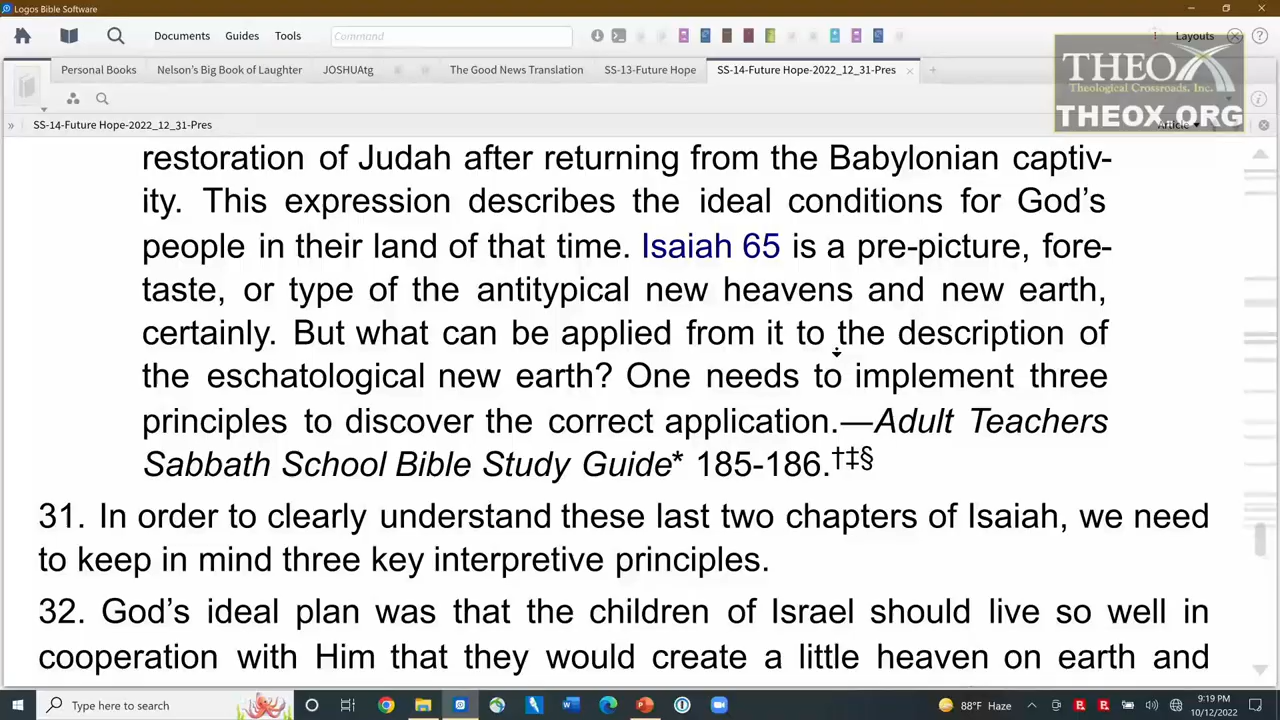 Logos Bible Software
Documents Guides Tools Command Layouts
Personal Books Nelson's Big Book of Laughter JOSHUAtg The Good News Translation SS-13-Future Hope SS-14-Future Hope-2022_12_31-Pres
THEOX
Theological Crossroads, Inc.
THEOX.ORG
SS-14-Future Hope-2022_12_31-Pres Article
restoration of Judah after returning from the Babylonian captiv-
ity. This expression describes the ideal conditions for God's
people in their land of that time. Isaiah 65 is a pre-picture, fore-
taste, or type of the antitypical new heavens and new earth,
certainly. But what can be applied from it to the description of
the eschatological new earth? One needs to implement three
principles to discover the correct application.—Adult Teachers
Sabbath School Bible Study Guide* 185-186.†‡§
31. In order to clearly understand these last two chapters of Isaiah, we need
to keep in mind three key interpretive principles.
32. God's ideal plan was that the children of Israel should live so well in
cooperation with Him that they would create a little heaven on earth and
Type here to search 88°F Haze 9:19 PM
10/12/2022